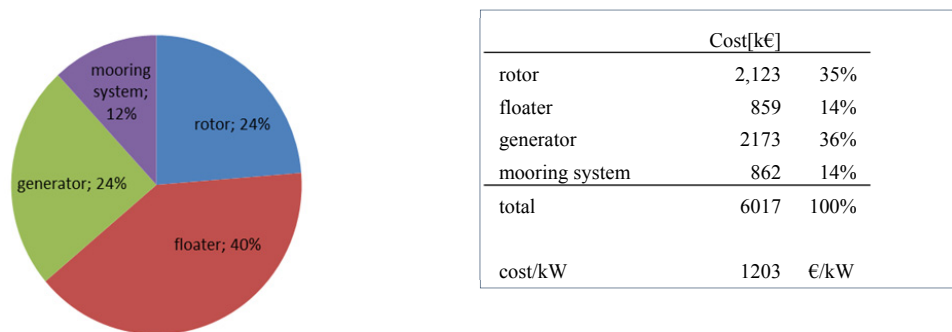 mooring
system;
12%
rotor; 24%
generator; 24%
floater; 40%
Cost[k€]
rotor 2,123 35%
floater 859 14%
generator 2173 36%
mooring system 862 14%
total 6017 100%
cost/kW 1203 €/kW